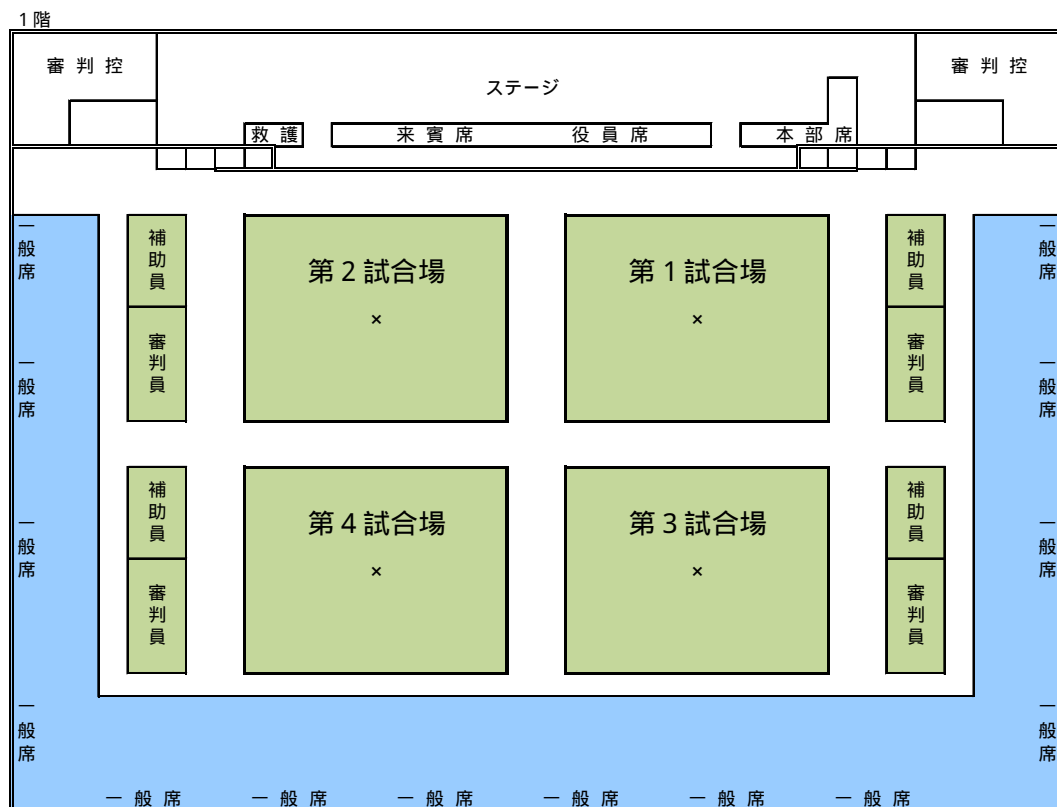 1階
審判控
審判控
ステージ
救護
来賓席
役員席
本部席
一般席
補助員
第2試合場
第1試合場
補助員
一般席
×
×
一般席
審判員
審判員
一般席
補助員
第4試合場
第3試合場
補助員
一般席
×
×
一般席
審判員
審判員
一般席
一般席
一般席
一般席
一般席
一般席
一般席
一般席